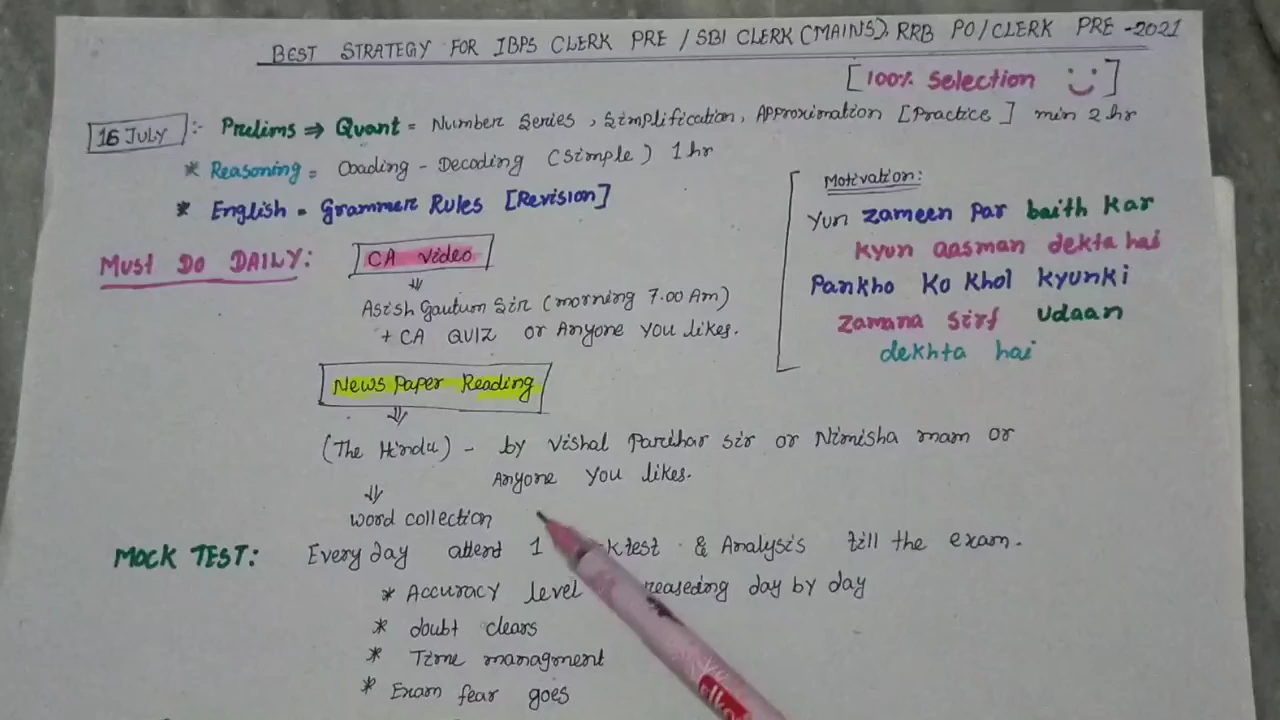 BEST STRATEGY FOR IBPS CLERK PRE / SBI CLERK (MAINS), RRB PO/CLERK PRE -2021
[100% Selection]
16 JULY :- Prelims ⇒ Quant = Number Series, Simplification, Approximation [Practice] min 2 hr
* Reasoning = Coading - Decoding (Simple) 1 hr
* English = Grammer Rules [Revision]
Motivation:
Yun zameen par baith kar
kyun aasman dekta hai
Pankho ko khol kyunki
zamana sirf udaan
dekhta hai
MUST DO DAILY:
CA video
⇓
Asish Gautum Sir (morning 7.00 Am)
+ CA QUIZ or Anyone you likes.
News Paper Reading
⇓
(The Hindu) - by Vishal Parihar sir or Nimisha mam or
Anyone you likes.
⇓
word collection
MOCK TEST: Every day attend 1 ktest & Analysis till the exam.
* Accuracy level reaseding day by day
* doubt clears
* Time managment
* Exam fear goes